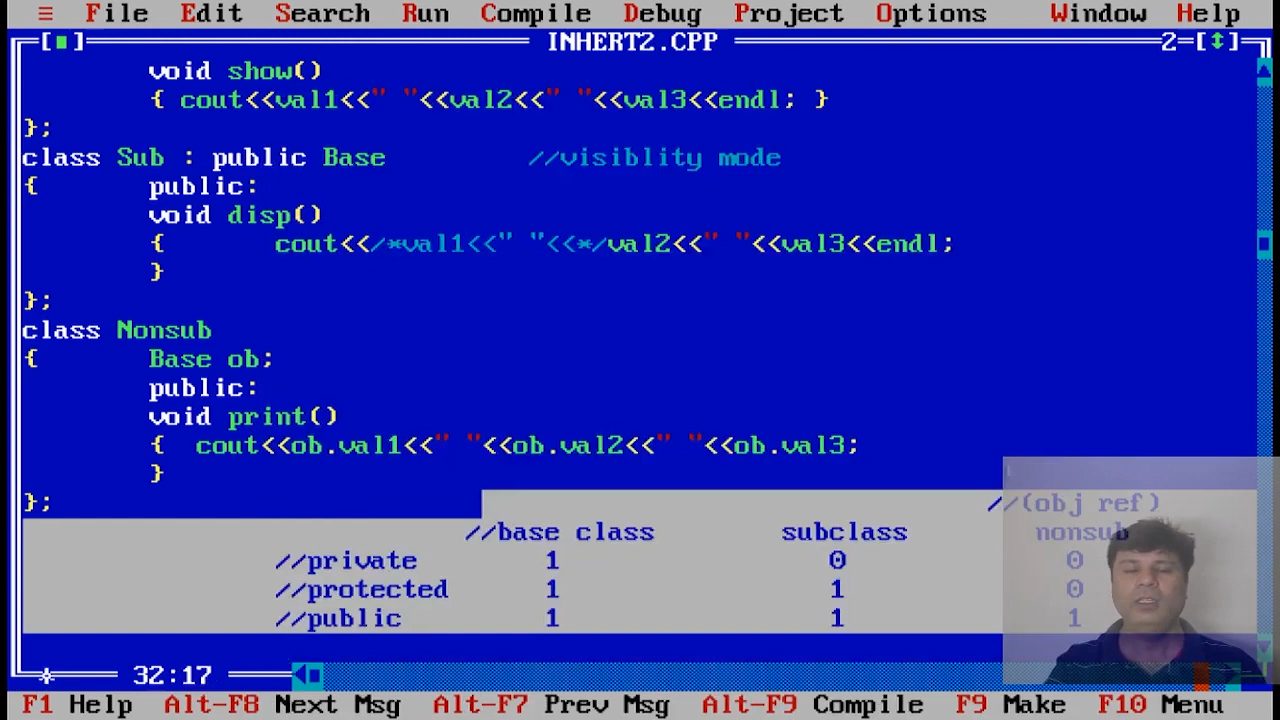 ≡ File Edit Search Run Compile Debug Project Options Window Help
[■] INHERT2.CPP 2=[↕]
void show()
{ cout<<val1<<" "<<val2<<" "<<val3<<endl; }
};
class Sub : public Base //visiblity mode
{ public:
void disp()
{ cout<</*val1<<" "<<*/val2<<" "<<val3<<endl;
}
};
class Nonsub
{ Base ob;
public:
void print()
{ cout<<ob.val1<<" "<<ob.val2<<" "<<ob.val3;
}
}; //(obj ref)
//base class subclass nonsub
//private 1 0 0
//protected 1 1 0
//public 1 1 1
32:17
F1 Help Alt-F8 Next Msg Alt-F7 Prev Msg Alt-F9 Compile F9 Make F10 Menu